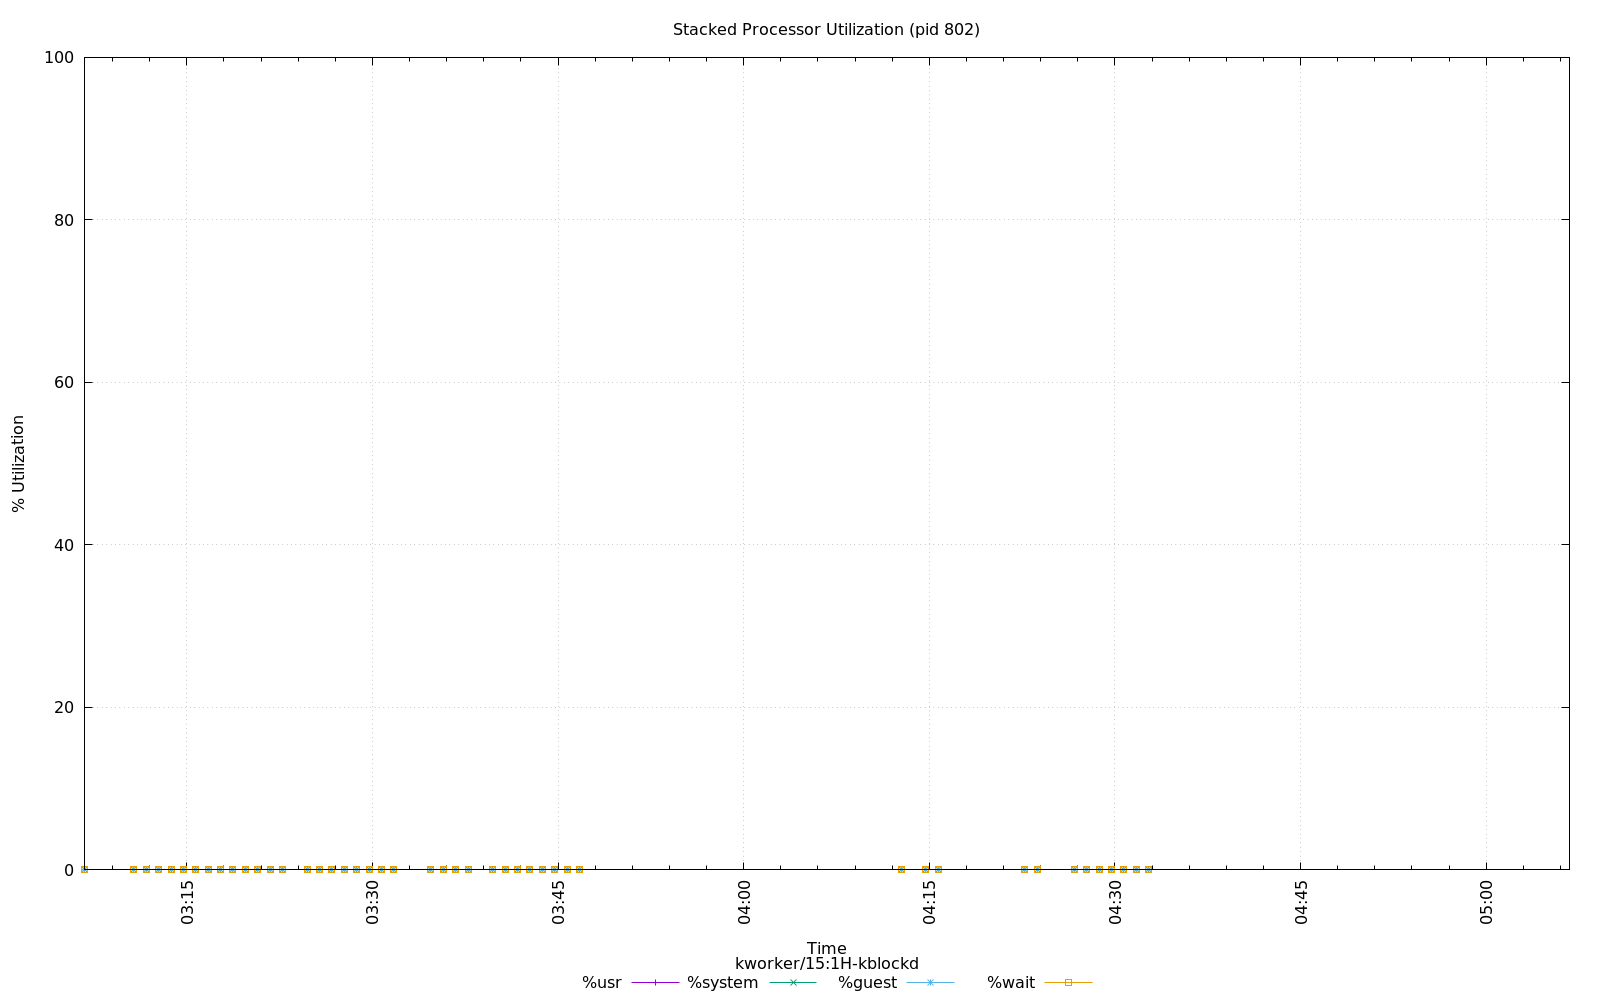 Stacked Processor Utilization (pid 802)
100
80
60
40
20
0
% Utilization
03:15
03:30
03:45
04:00
04:15
04:30
04:45
05:00
Time
kworker/15:1H-kblockd
%usr %system %guest %wait